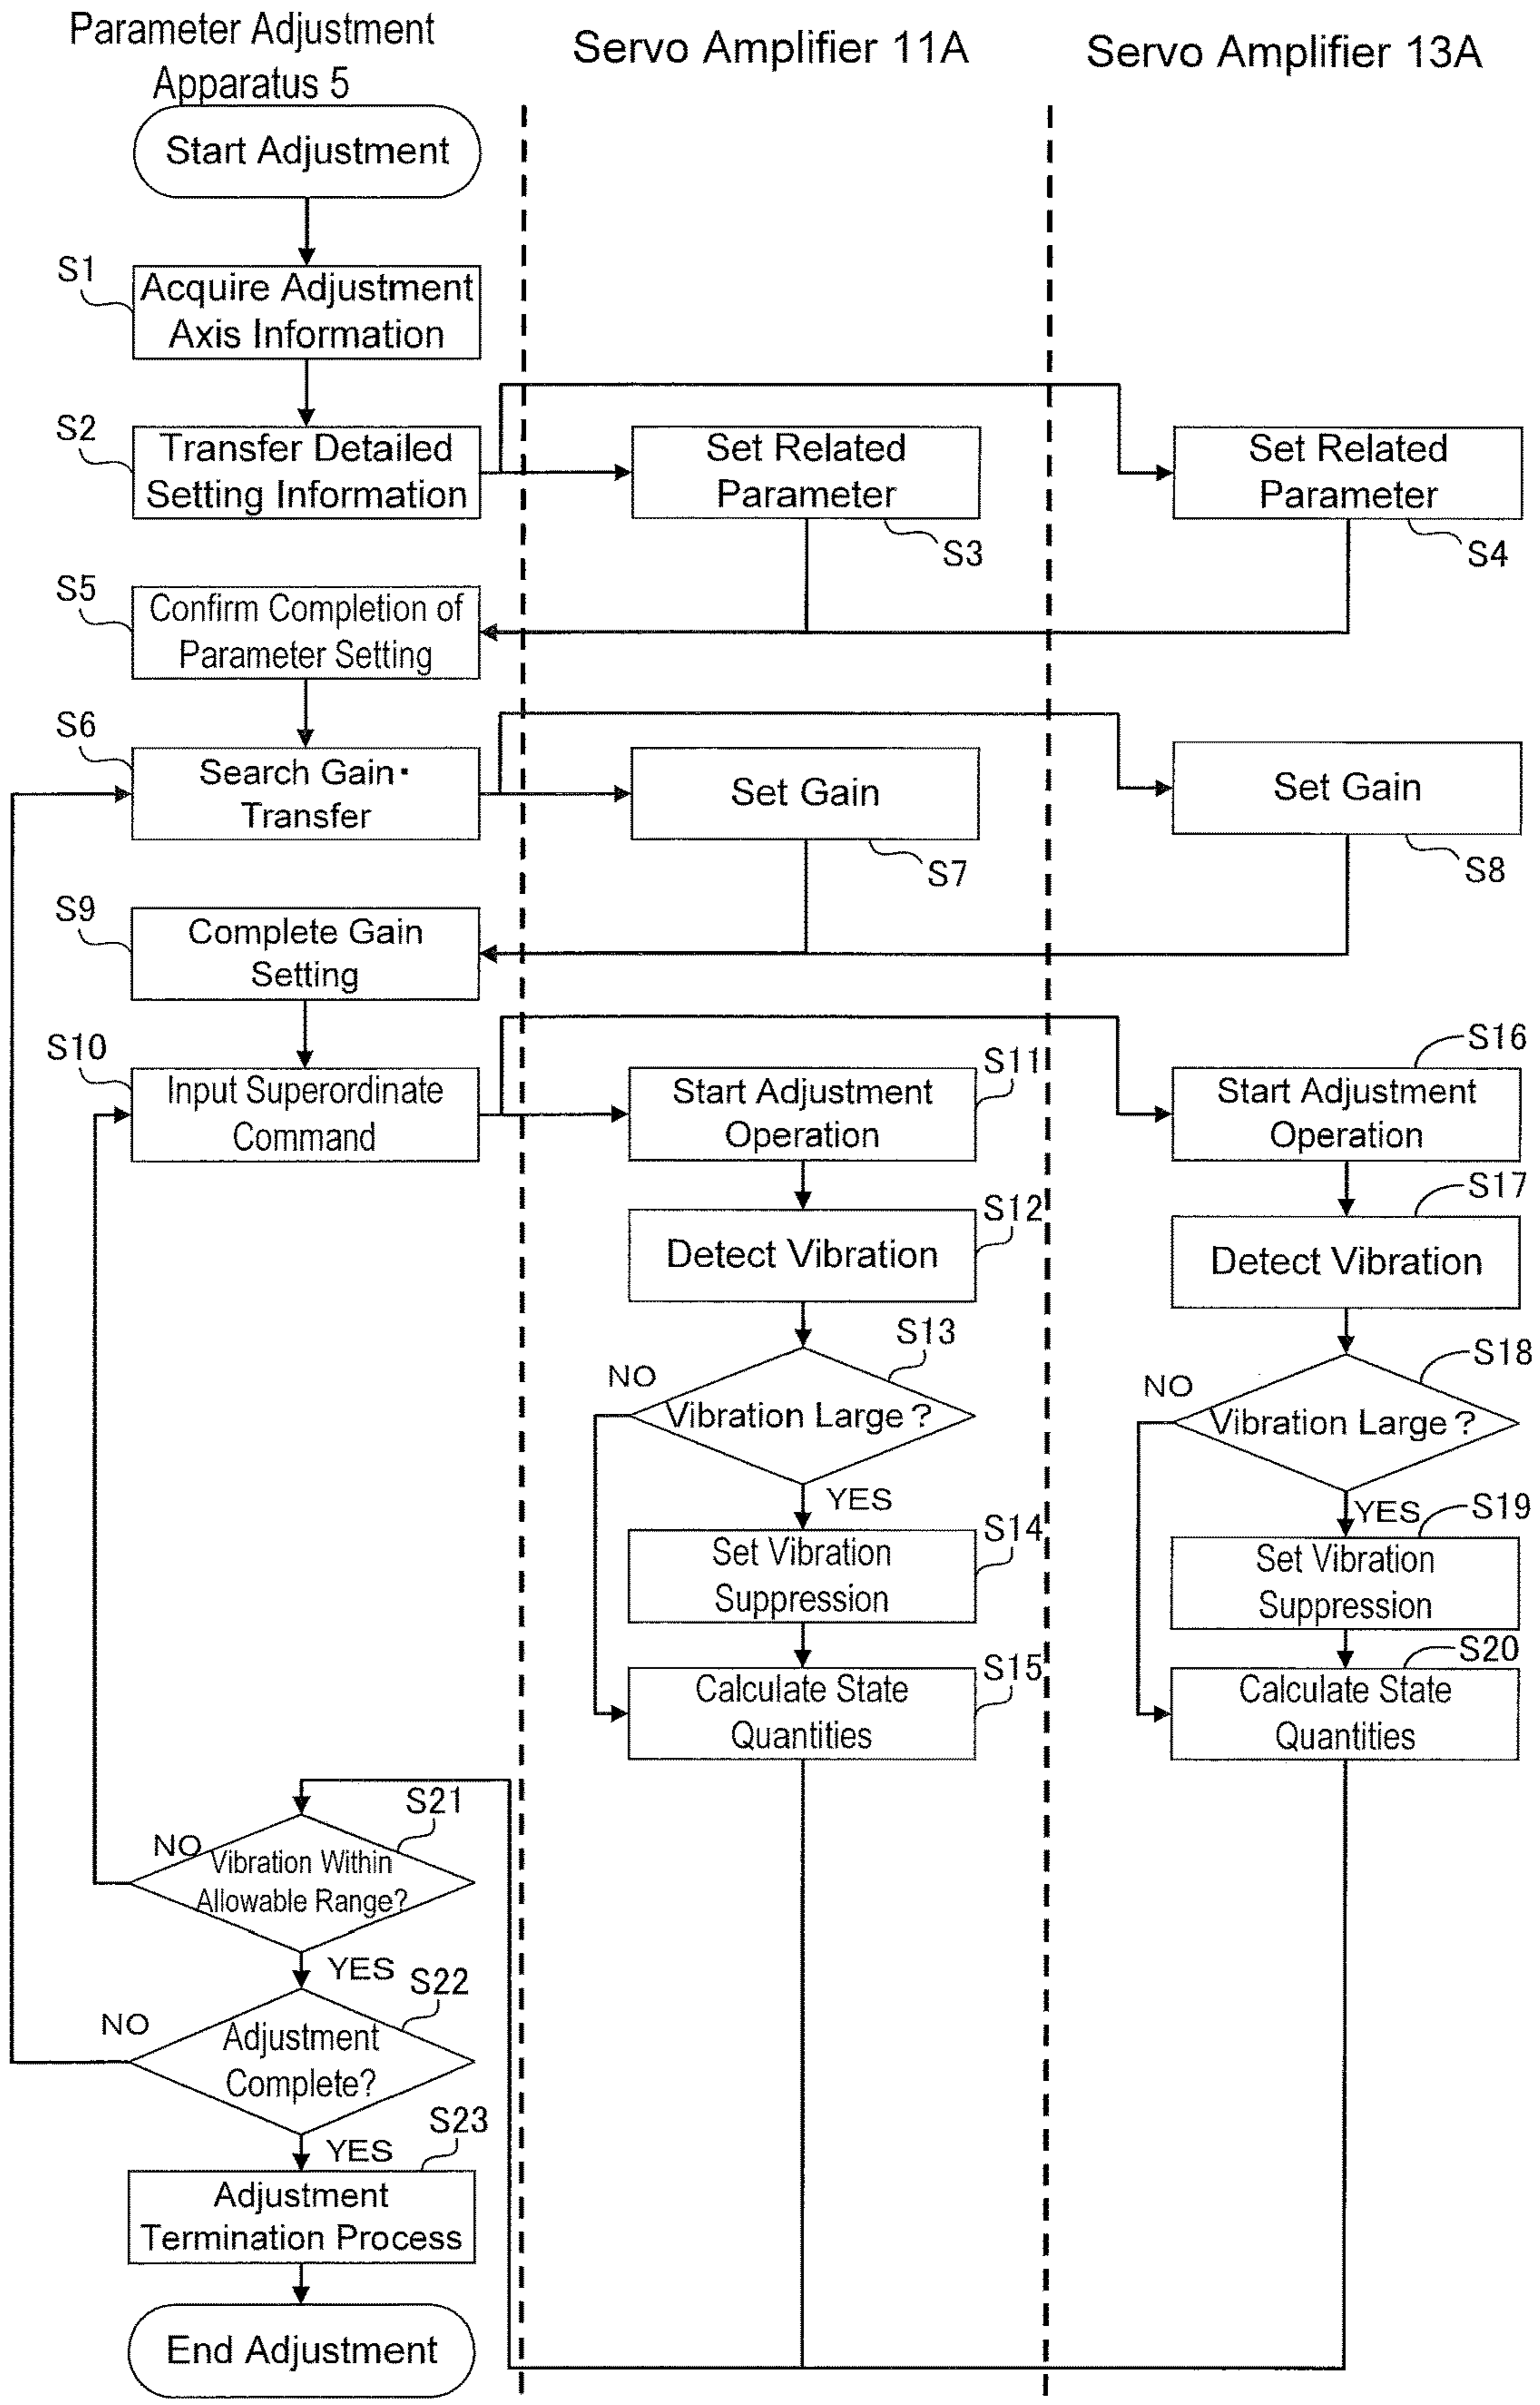 Parameter Adjustment
Apparatus 5
Servo Amplifier 11A
Servo Amplifier 13A
Start Adjustment
S1
Acquire Adjustment
Axis Information
S2
Transfer Detailed
Setting Information
Set Related
Parameter
S3
Set Related
Parameter
S4
S5
Confirm Completion of
Parameter Setting
S6
Search Gain・
Transfer
Set Gain
S7
Set Gain
S8
S9
Complete Gain
Setting
S10
Input Superordinate
Command
S11
Start Adjustment
Operation
S16
Start Adjustment
Operation
S12
Detect Vibration
S17
Detect Vibration
S13
NO
Vibration Large?
YES
S18
NO
Vibration Large?
YES
S14
Set Vibration
Suppression
S19
Set Vibration
Suppression
S15
Calculate State
Quantities
S20
Calculate State
Quantities
S21
NO
Vibration Within
Allowable Range?
YES
S22
NO
Adjustment
Complete?
YES
S23
Adjustment
Termination Process
End Adjustment